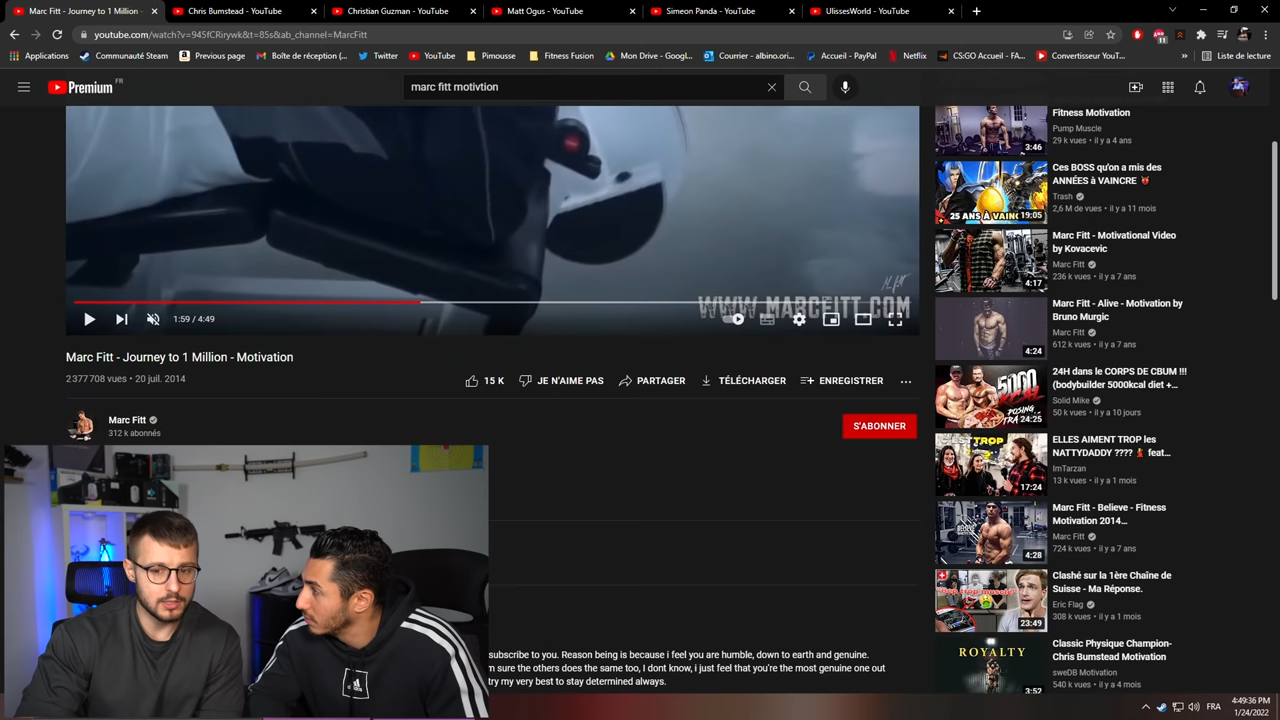 Marc Fitt - Journey to 1 Million -
Chris Bumstead - YouTube
Christian Guzman - YouTube
Matt Ogus - YouTube
Simeon Panda - YouTube
UlissesWorld - YouTube
youtube.com/watch?v=945fCRirywk&t=85s&ab_channel=MarcFitt
11
Applications
Communauté Steam
Previous page
Boîte de réception (...
Twitter
YouTube
Pimousse
Fitness Fusion
Mon Drive - Googl...
Courrier - albino.ori...
Accueil - PayPal
Netflix
CS:GO Accueil - FA...
Convertisseur YouT...
»
Liste de lecture
Premium FR
marc fitt motivtion
WWW.MARCFITT.COM
1:59 / 4:49
Marc Fitt - Journey to 1 Million - Motivation
2 377 708 vues • 20 juil. 2014
15 K
JE N'AIME PAS
PARTAGER
TÉLÉCHARGER
ENREGISTRER
Marc Fitt
312 k abonnés
S'ABONNER
subscribe to you. Reason being is because i feel you are humble, down to earth and genuine.
m sure the others does the same too, I dont know, i just feel that you're the most genuine one out
try my very best to stay determined always.
adidas
3:46
Fitness Motivation
Pump Muscle
29 k vues • il y a 4 ans
25 ANS À VAINC
19:05
Ces BOSS qu'on a mis des
ANNÉES à VAINCRE
Trash
2,6 M de vues • il y a 11 mois
4:17
Marc Fitt - Motivational Video
by Kovacevic
Marc Fitt
236 k vues • il y a 7 ans
4:24
Marc Fitt - Alive - Motivation by
Bruno Murgic
Marc Fitt
612 k vues • il y a 7 ans
5000
KCAL
POSING
24:25
24H dans le CORPS DE CBUM !!!
(bodybuilder 5000kcal diet +...
Solid Mike
50 k vues • il y a 10 jours
EST TROP
17:24
ELLES AIMENT TROP les
NATTYDADDY ???? feat...
ImTarzan
13 k vues • il y a 1 mois
BELIEVE
4:28
Marc Fitt - Believe - Fitness
Motivation 2014...
Marc Fitt
724 k vues • il y a 7 ans
"trop muscle"
23:49
Clashé sur la 1ère Chaîne de
Suisse - Ma Réponse.
Eric Flag
308 k vues • il y a 1 mois
ROYALTY
3:52
Classic Physique Champion-
Chris Bumstead Motivation
sweDB Motivation
540 k vues • il y a 4 mois
FRA
4:49:36 PM
1/24/2022